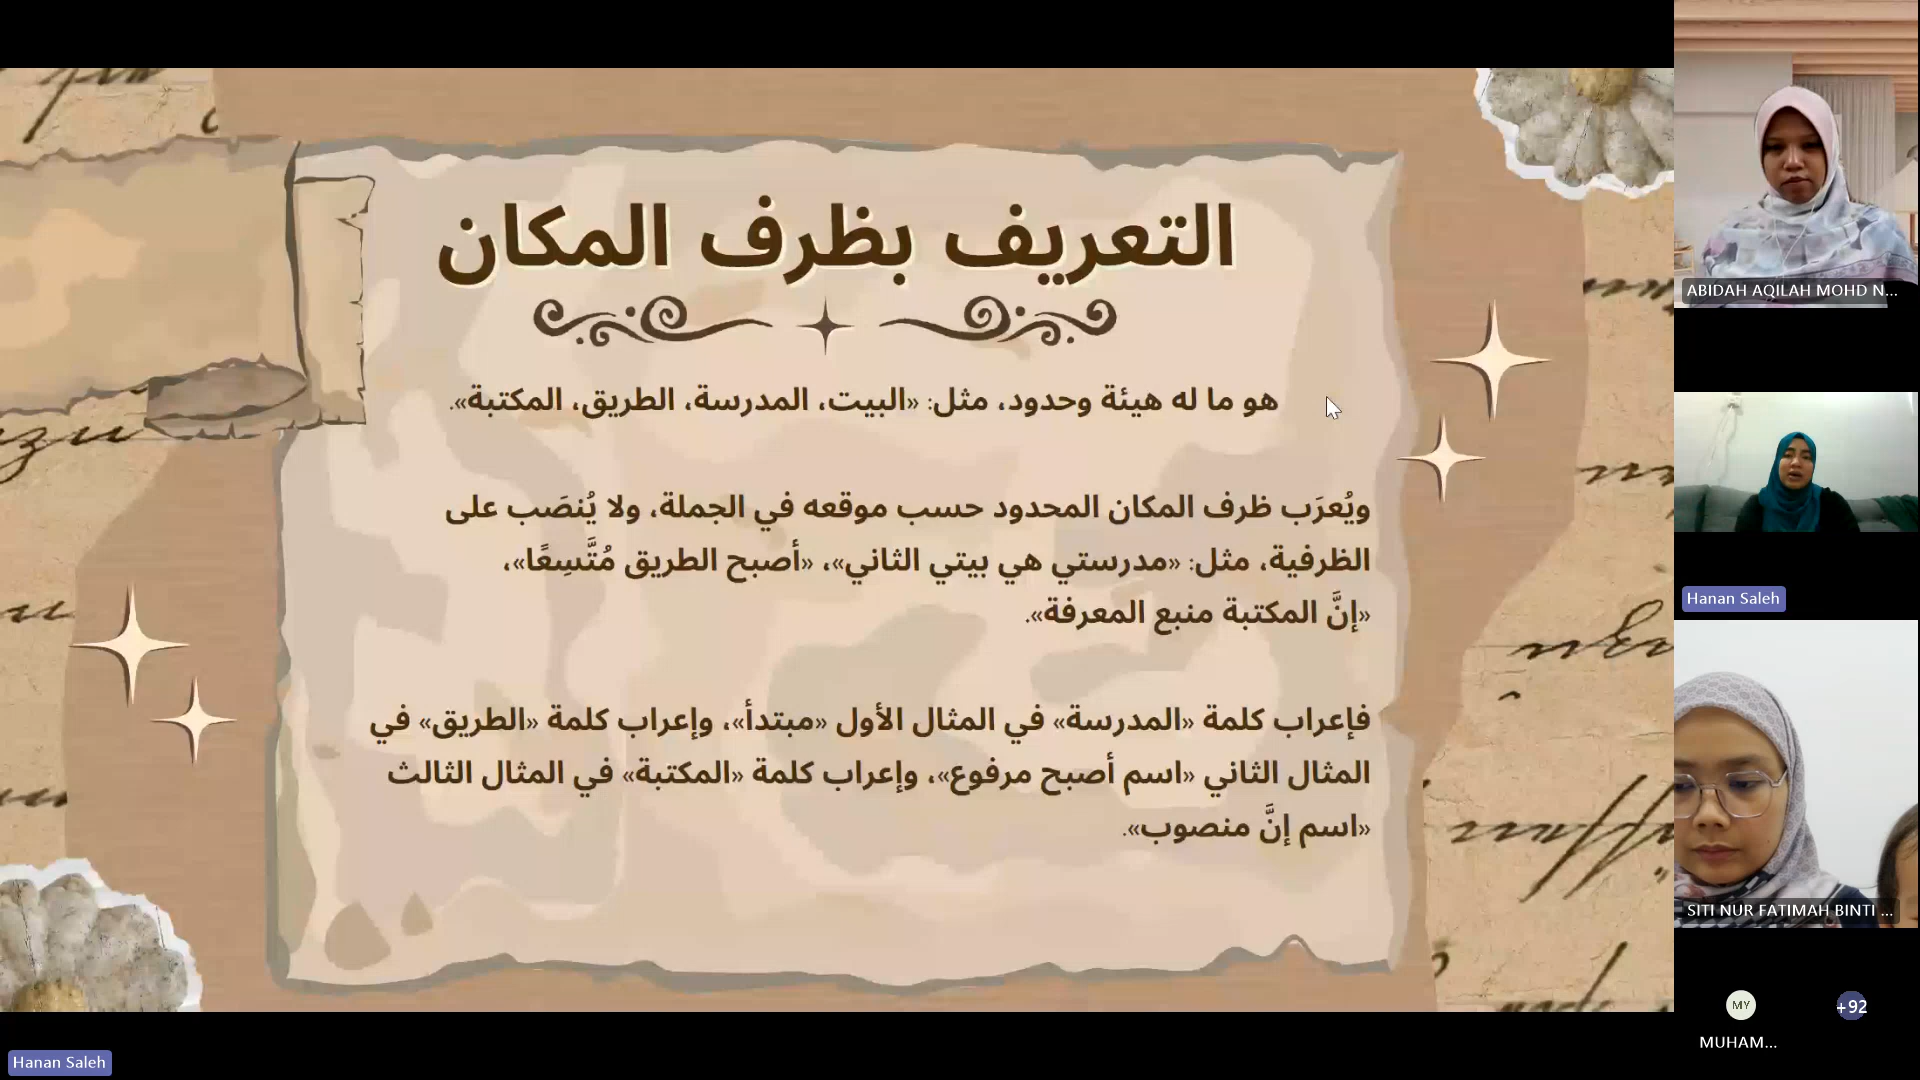 التعريف بظرف المكان
هو ما له هيئة وحدود، مثل: «البيت، المدرسة، الطريق، المكتبة».
ويُعرَب ظرف المكان المحدود حسب موقعه في الجملة، ولا يُنصَب على
الظرفية، مثل: «مدرستي هي بيتي الثاني»، «أصبح الطريق مُتَّسِعًا»،
«إنَّ المكتبة منبع المعرفة».
فإعراب كلمة «المدرسة» في المثال الأول «مبتدأ»، وإعراب كلمة «الطريق» في
المثال الثاني «اسم أصبح مرفوع»، وإعراب كلمة «المكتبة» في المثال الثالث
«اسم إنَّ منصوب».
ABIDAH AQILAH MOHD N...
Hanan Saleh
SITI NUR FATIMAH BINTI ...
MY
+92
MUHAM...
Hanan Saleh